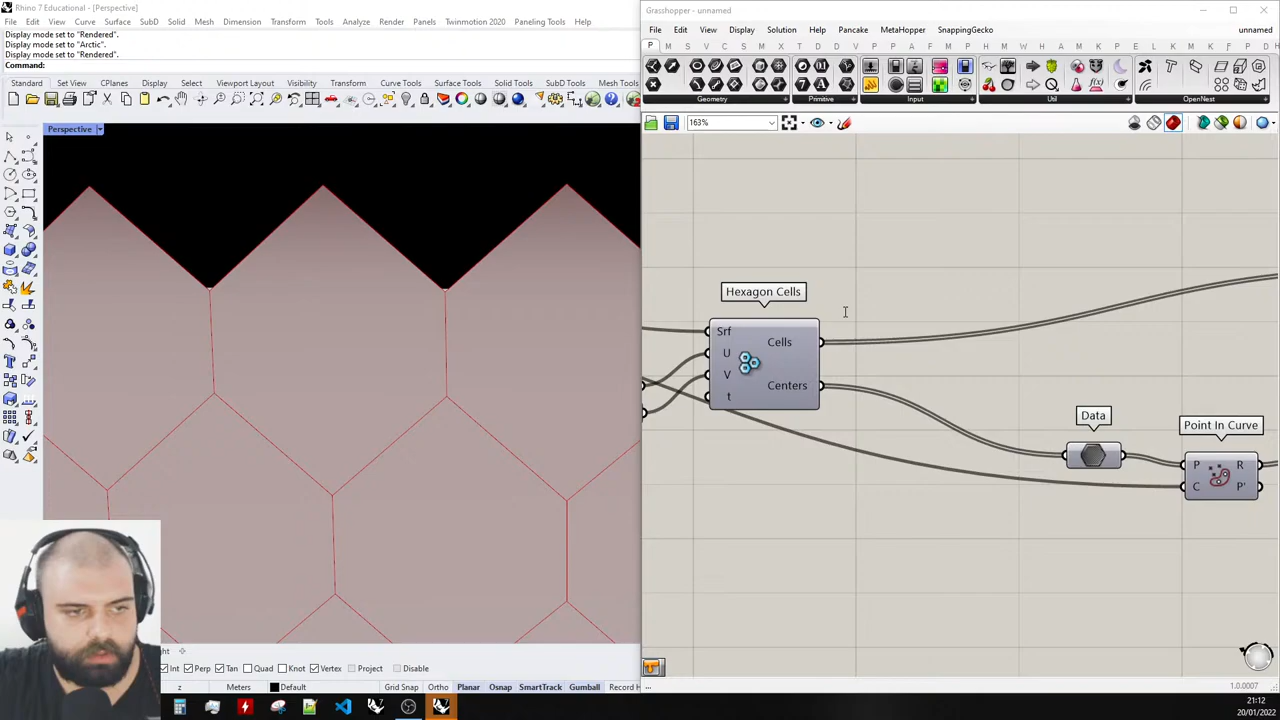 Rhino 7 Educational - [Perspective]
File Edit View Curve Surface SubD Solid Mesh Dimension Transform Tools Analyze Render Panels Twinmotion 2020 Paneling Tools Help
Display mode set to "Rendered".
Display mode set to "Arctic".
Display mode set to "Rendered".
Command:
Standard Set View CPlanes Display Select Viewport Layout Visibility Transform Curve Tools Surface Tools Solid Tools SubD Tools Mesh Tools
Perspective
Int Perp Tan Quad Knot Vertex Project Disable
z Meters Default Grid Snap Ortho Planar Osnap SmartTrack Gumball Record H
Grasshopper - unnamed
File Edit View Display Solution Help Pancake MetaHopper SnappingGecko unnamed
Geometry Primitive Input Util OpenNest
163%
Hexagon Cells
Srf
U
V
t
Cells
Centers
Data
Point In Curve
P R
C P'
... 1.0.0007
21:12
20/01/2022